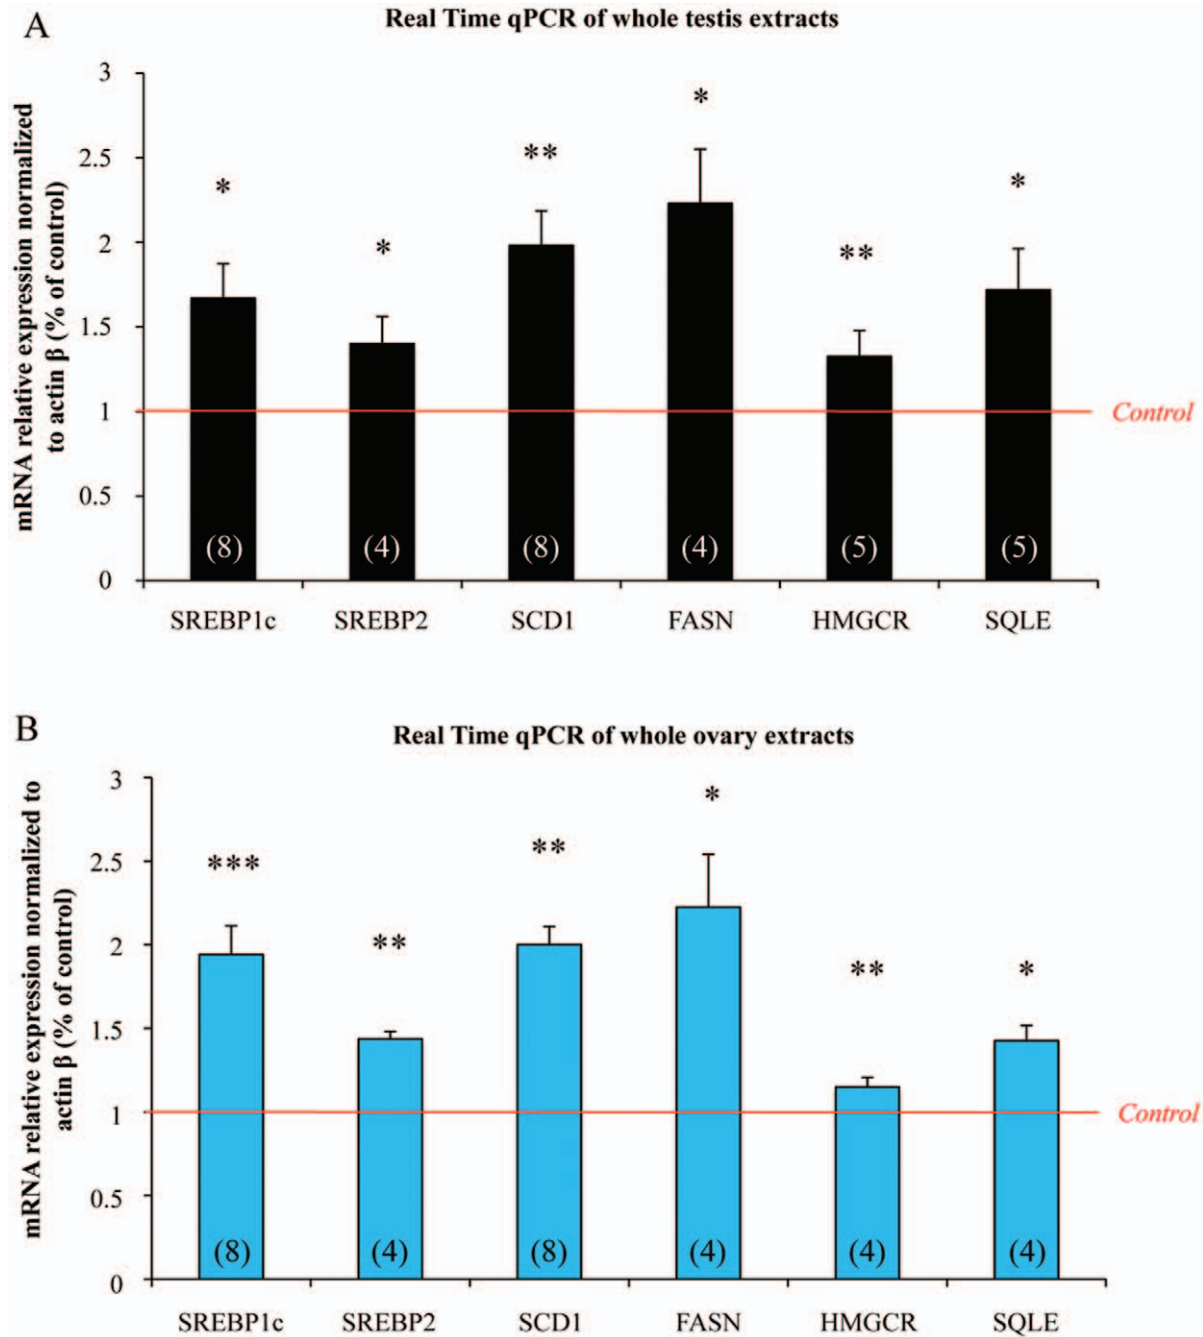 A
Real Time qPCR of whole testis extracts
mRNA relative expression normalized
to actin β (% of control)
3
2.5
2
1.5
1
0.5
0
*
*
**
*
**
*
Control
(8)
(4)
(8)
(4)
(5)
(5)
SREBP1c
SREBP2
SCD1
FASN
HMGCR
SQLE
B
Real Time qPCR of whole ovary extracts
mRNA relative expression normalized to
actin β (% of control)
3
2.5
2
1.5
1
0.5
0
***
**
**
*
**
*
Control
(8)
(4)
(8)
(4)
(4)
(4)
SREBP1c
SREBP2
SCD1
FASN
HMGCR
SQLE